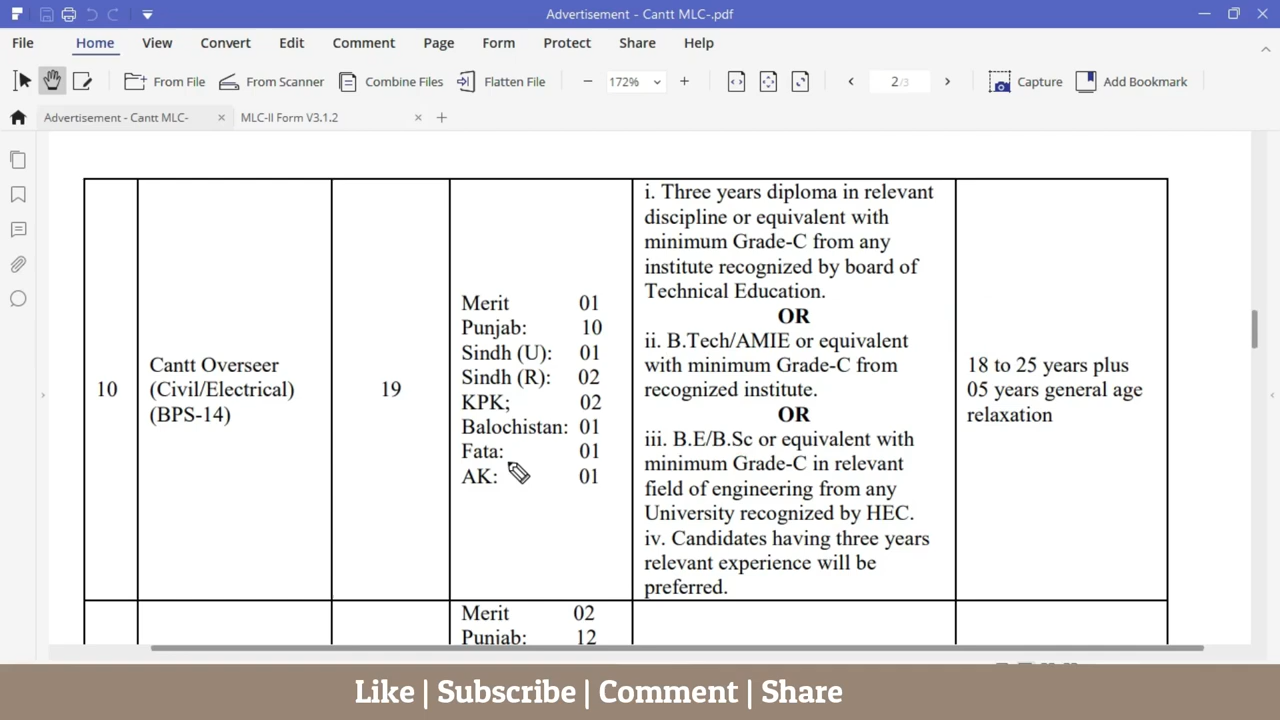 Advertisement - Cantt MLC-.pdf
File Home View Convert Edit Comment Page Form Protect Share Help
From File From Scanner Combine Files Flatten File 172% 2/3 Capture Add Bookmark
Advertisement - Cantt MLC- MLC-II Form V3.1.2
10
Cantt Overseer
(Civil/Electrical)
(BPS-14)
19
Merit 01
Punjab: 10
Sindh (U): 01
Sindh (R): 02
KPK; 02
Balochistan: 01
Fata: 01
AK: 01
i. Three years diploma in relevant
discipline or equivalent with
minimum Grade-C from any
institute recognized by board of
Technical Education.
OR
ii. B.Tech/AMIE or equivalent
with minimum Grade-C from
recognized institute.
OR
iii. B.E/B.Sc or equivalent with
minimum Grade-C in relevant
field of engineering from any
University recognized by HEC.
iv. Candidates having three years
relevant experience will be
preferred.
18 to 25 years plus
05 years general age
relaxation
Merit 02
Punjab: 12
Like | Subscribe | Comment | Share